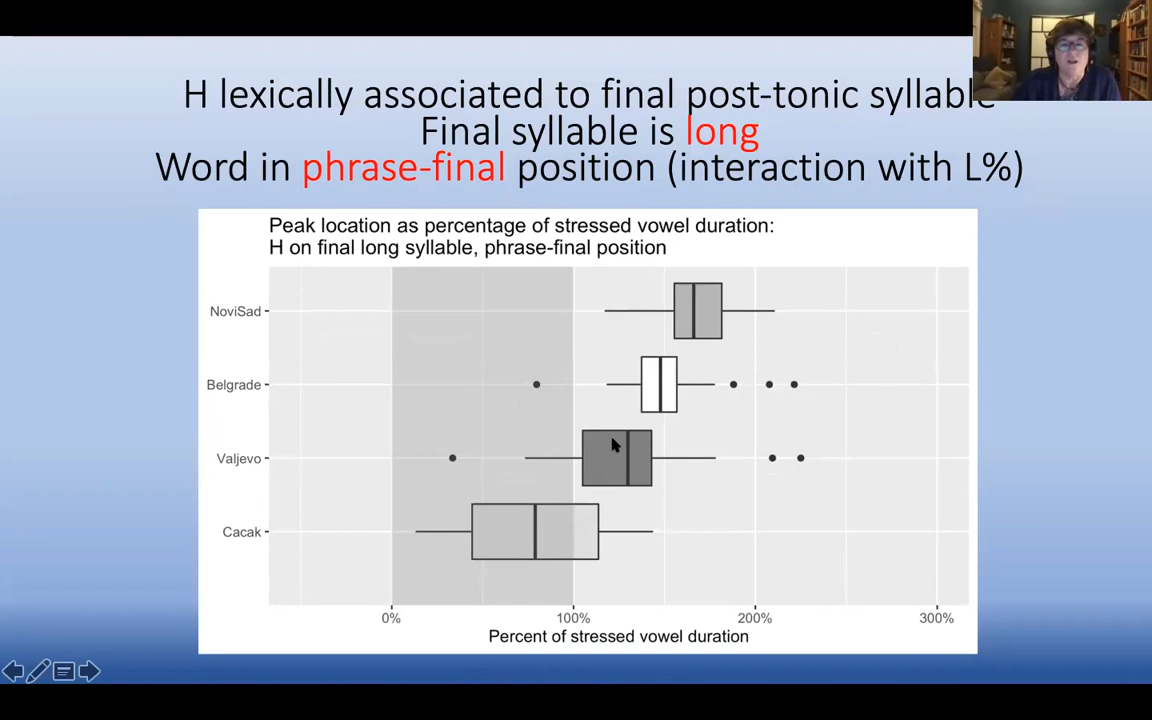 H lexically associated to final post-tonic syllable
Final syllable is long
Word in phrase-final position (interaction with L%)
Peak location as percentage of stressed vowel duration:
H on final long syllable, phrase-final position
NoviSad
Belgrade
Valjevo
Cacak
0% 100% 200% 300%
Percent of stressed vowel duration